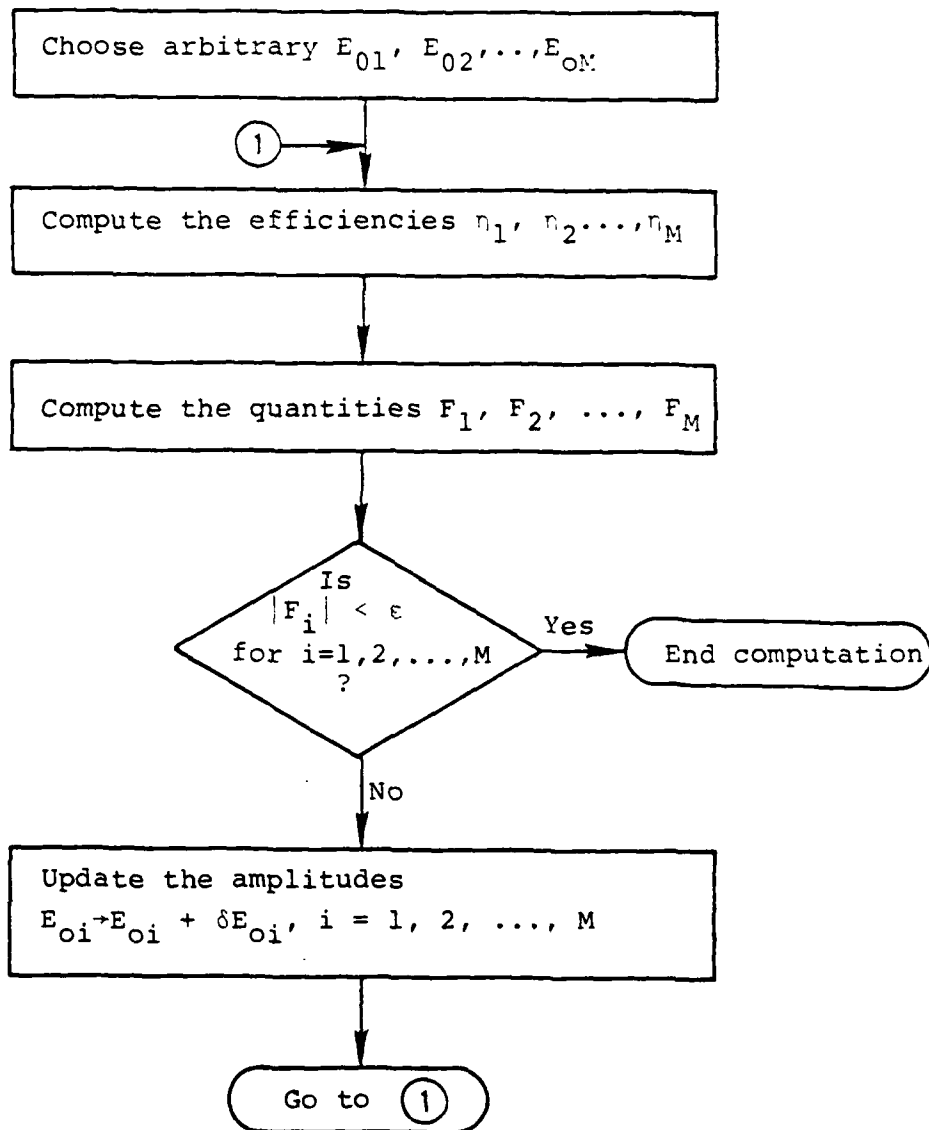 Choose arbitrary E01, E02,..,EoM
1
Compute the efficiencies η1, η2...,ηM
Compute the quantities F1, F2, ..., FM
Is
|Fi| < ε
for i=1,2,...,M
?
Yes
End computation
No
Update the amplitudes
Eoi→Eoi + δEoi, i = 1, 2, ..., M
Go to 1